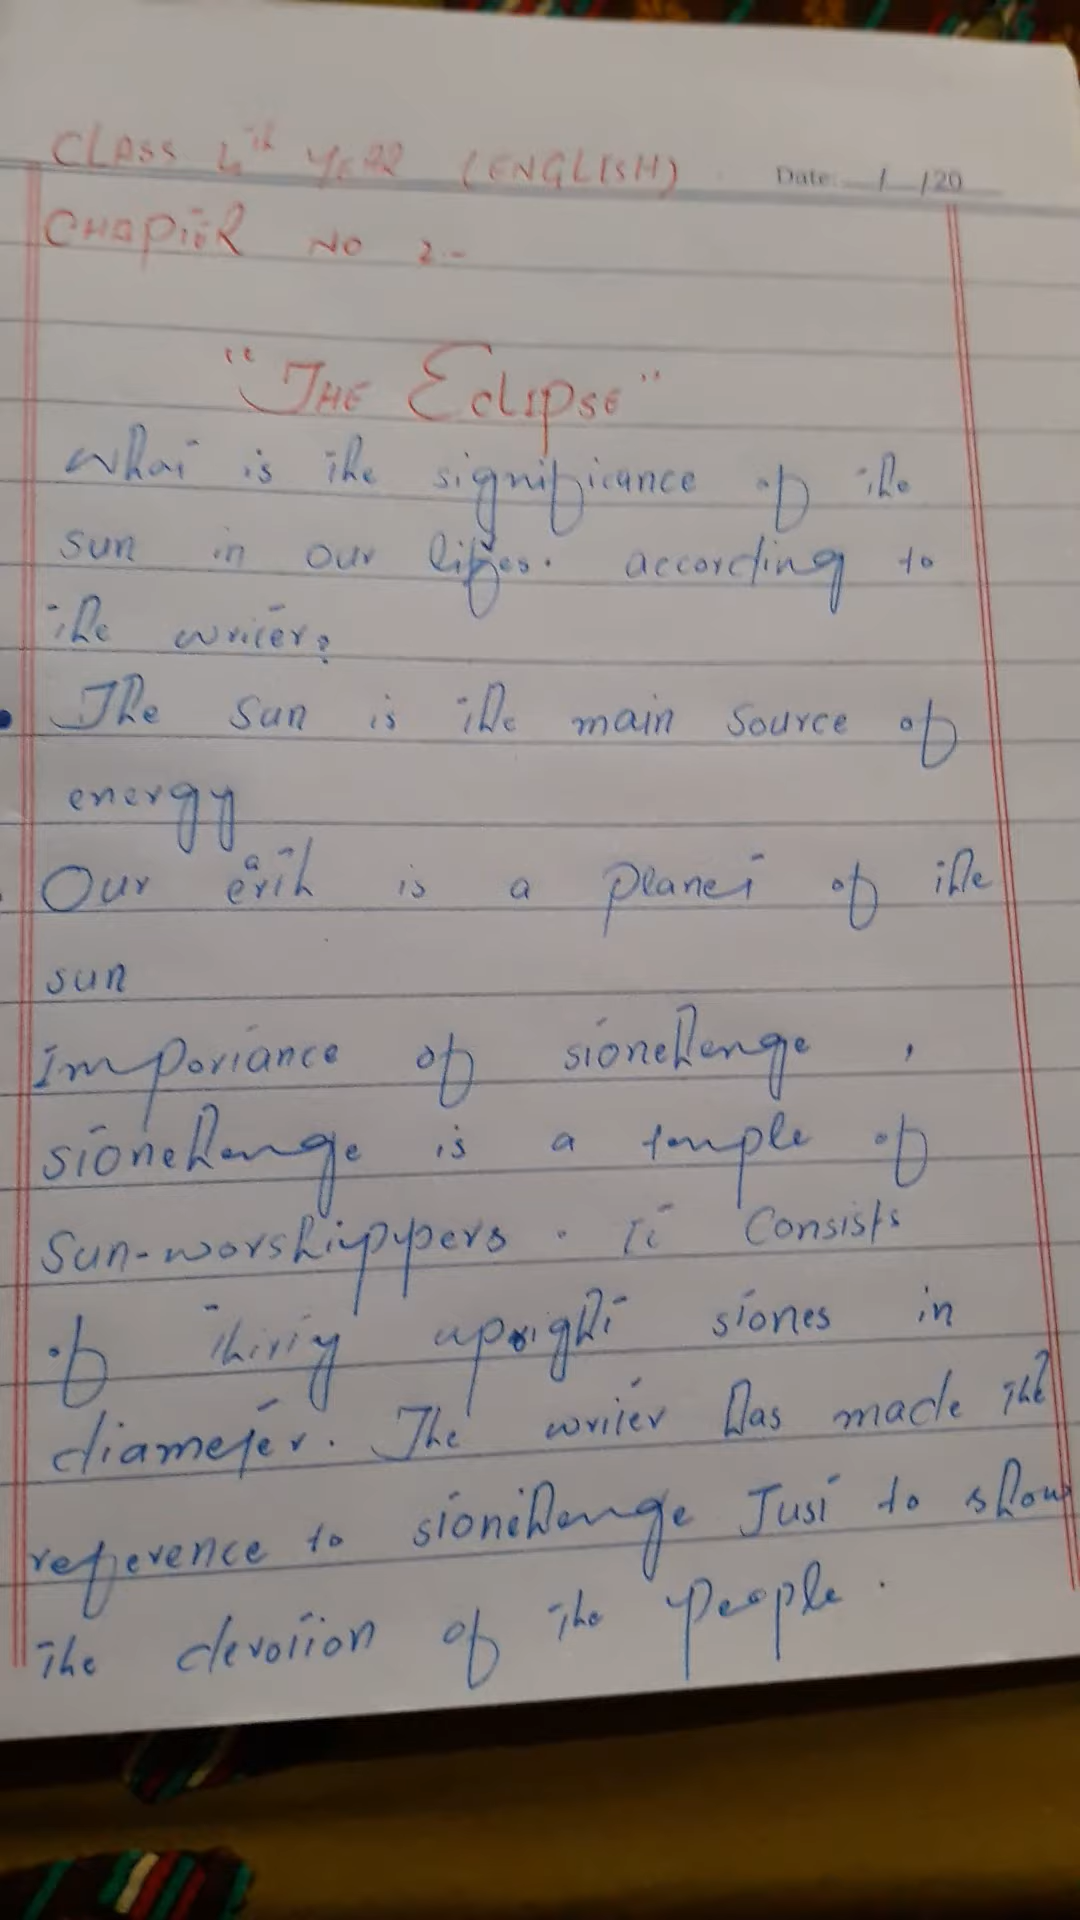 CLASS 4th YEAR (ENGLISH)
Date: / /20
CHAPTER NO 2.-
"THE Eclipse"
What is the significance of the
sun in our lifes. according to
the writer?
The Sun is the main source of
energy
Our earth is a planet of the
sun
Importance of stonehenge ,
stonehenge is a temple of
Sun-worshippers. It Consists
of thirty upright stones in
diameter. The writer has made the
reference to stonehenge Just to show
the devotion of the people.